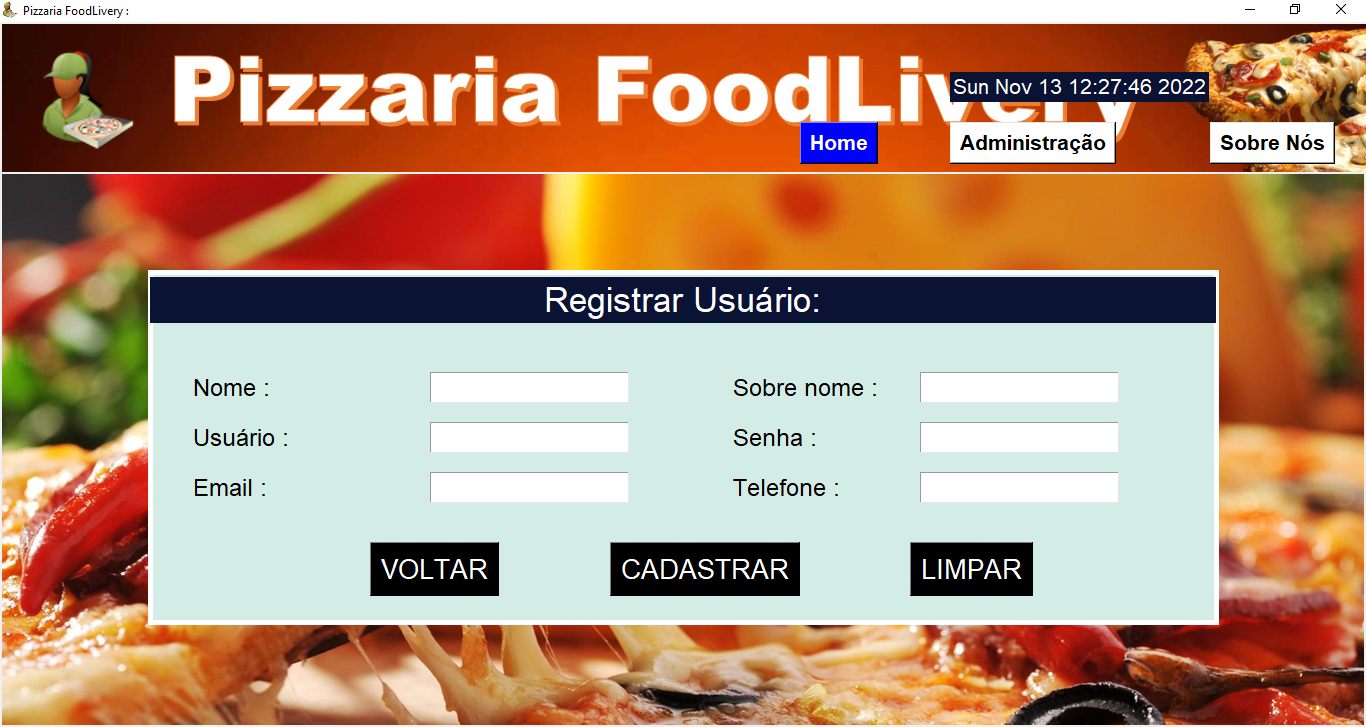 Pizzaria FoodLivery :
Pizzaria FoodLivery
Sun Nov 13 12:27:46 2022
Home Administração Sobre Nós
Registrar Usuário:
Nome : Sobre nome :
Usuário : Senha :
Email : Telefone :
VOLTAR CADASTRAR LIMPAR